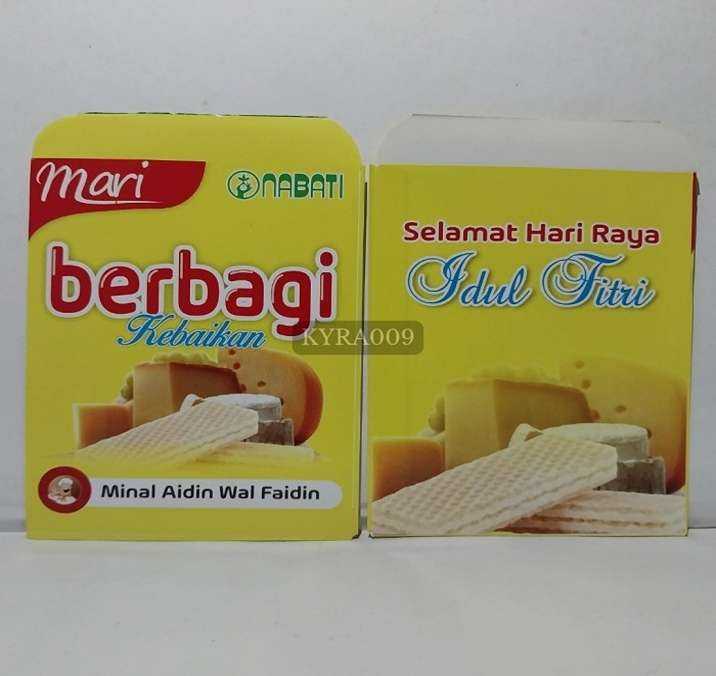 mari
NABATI
berbagi
Kebaikan
Minal Aidin Wal Faidin
Selamat Hari Raya
Idul Fitri
KYRA009